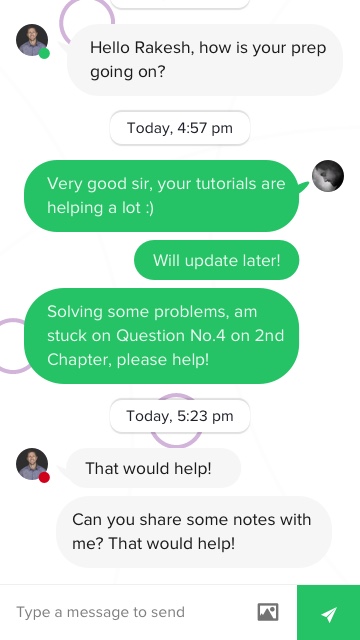 Hello Rakesh, how is your prep
going on?
Today, 4:57 pm
Very good sir, your tutorials are
helping a lot :)
Will update later!
Solving some problems, am
stuck on Question No.4 on 2nd
Chapter, please help!
Today, 5:23 pm
That would help!
Can you share some notes with
me? That would help!
Type a message to send